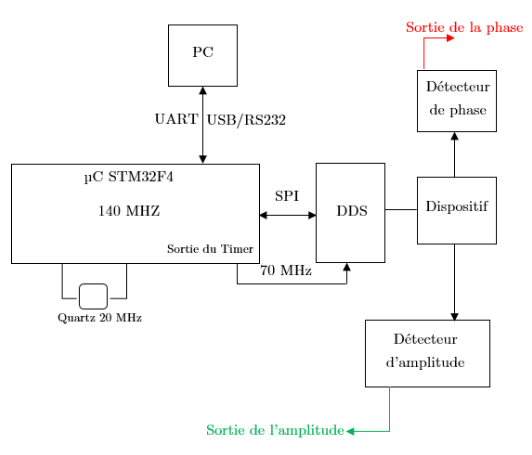 Sortie de la phase
PC
Détecteur
de phase
UART USB/RS232
µC STM32F4
140 MHZ
SPI
DDS
Dispositif
Sortie du Timer
70 MHz
Quartz 20 MHz
Détecteur
d'amplitude
Sortie de l'amplitude